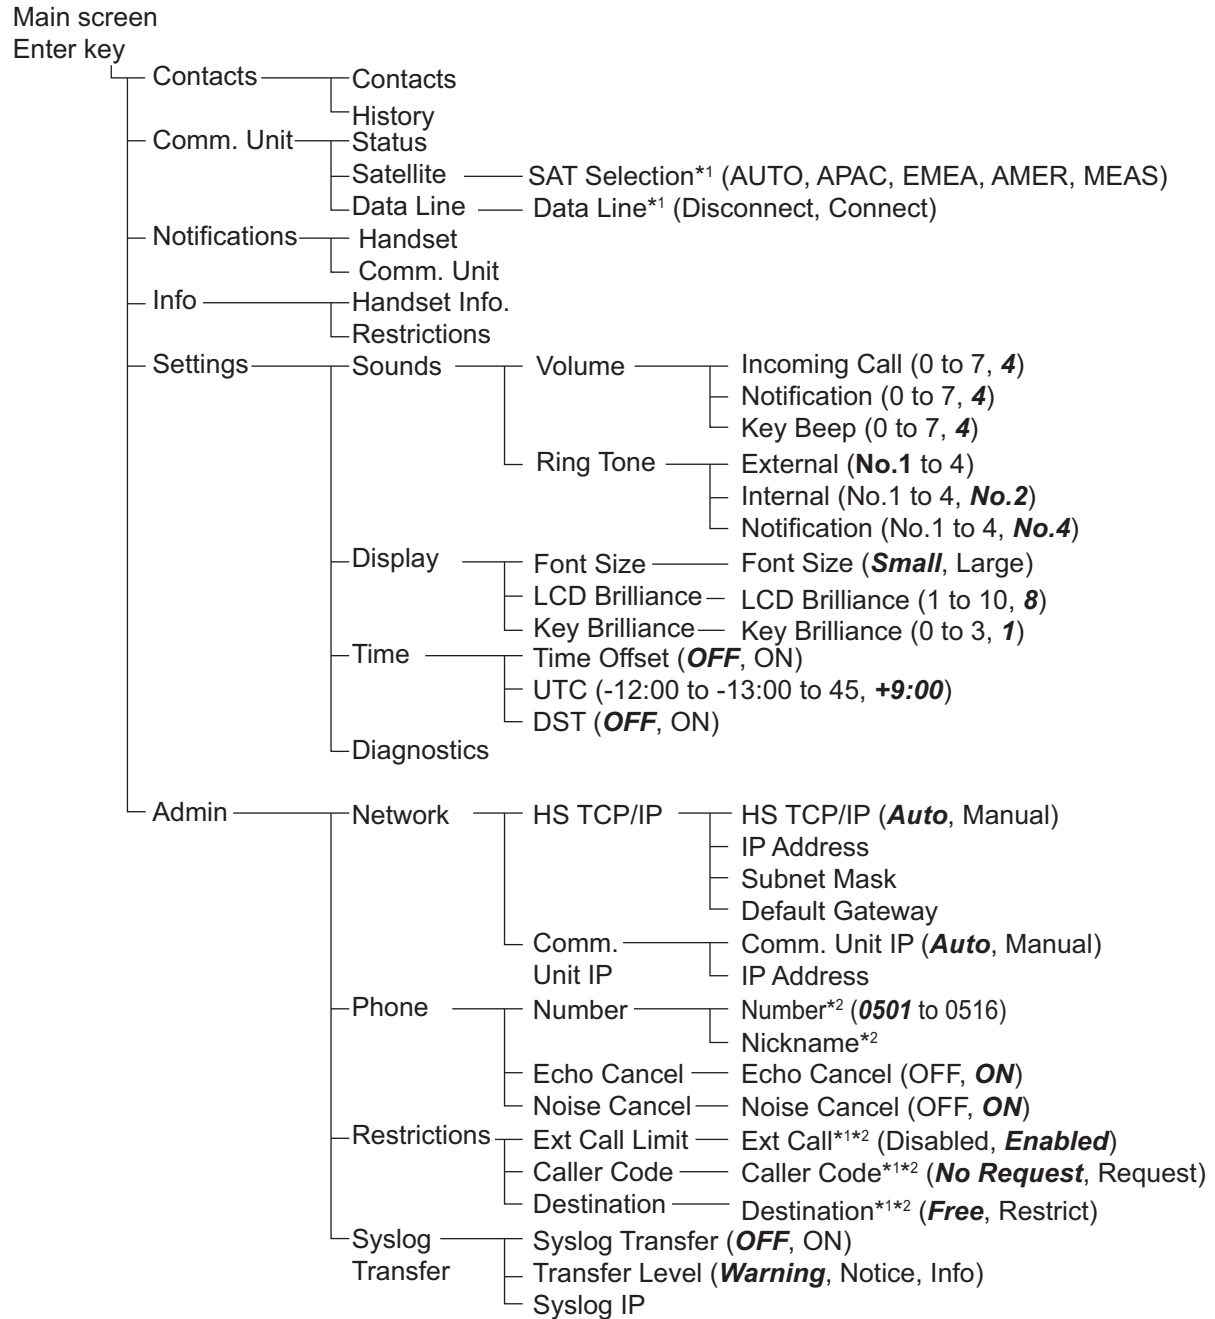 Main screen
Enter key
Contacts Contacts
History
Comm. Unit Status
Satellite SAT Selection*1 (AUTO, APAC, EMEA, AMER, MEAS)
Data Line Data Line*1 (Disconnect, Connect)
Notifications Handset
Comm. Unit
Info Handset Info.
Restrictions
Settings Sounds Volume Incoming Call (0 to 7, 4)
Notification (0 to 7, 4)
Key Beep (0 to 7, 4)
Ring Tone External (No.1 to 4)
Internal (No.1 to 4, No.2)
Notification (No.1 to 4, No.4)
Display Font Size Font Size (Small, Large)
LCD Brilliance LCD Brilliance (1 to 10, 8)
Key Brilliance Key Brilliance (0 to 3, 1)
Time Time Offset (OFF, ON)
UTC (-12:00 to -13:00 to 45, +9:00)
DST (OFF, ON)
Diagnostics
Admin Network HS TCP/IP HS TCP/IP (Auto, Manual)
IP Address
Subnet Mask
Default Gateway
Comm. Comm. Unit IP (Auto, Manual)
Unit IP IP Address
Phone Number Number*2 (0501 to 0516)
Nickname*2
Echo Cancel Echo Cancel (OFF, ON)
Noise Cancel Noise Cancel (OFF, ON)
Restrictions Ext Call Limit Ext Call*1*2 (Disabled, Enabled)
Caller Code Caller Code*1*2 (No Request, Request)
Destination Destination*1*2 (Free, Restrict)
Syslog Syslog Transfer (OFF, ON)
Transfer Transfer Level (Warning, Notice, Info)
Syslog IP